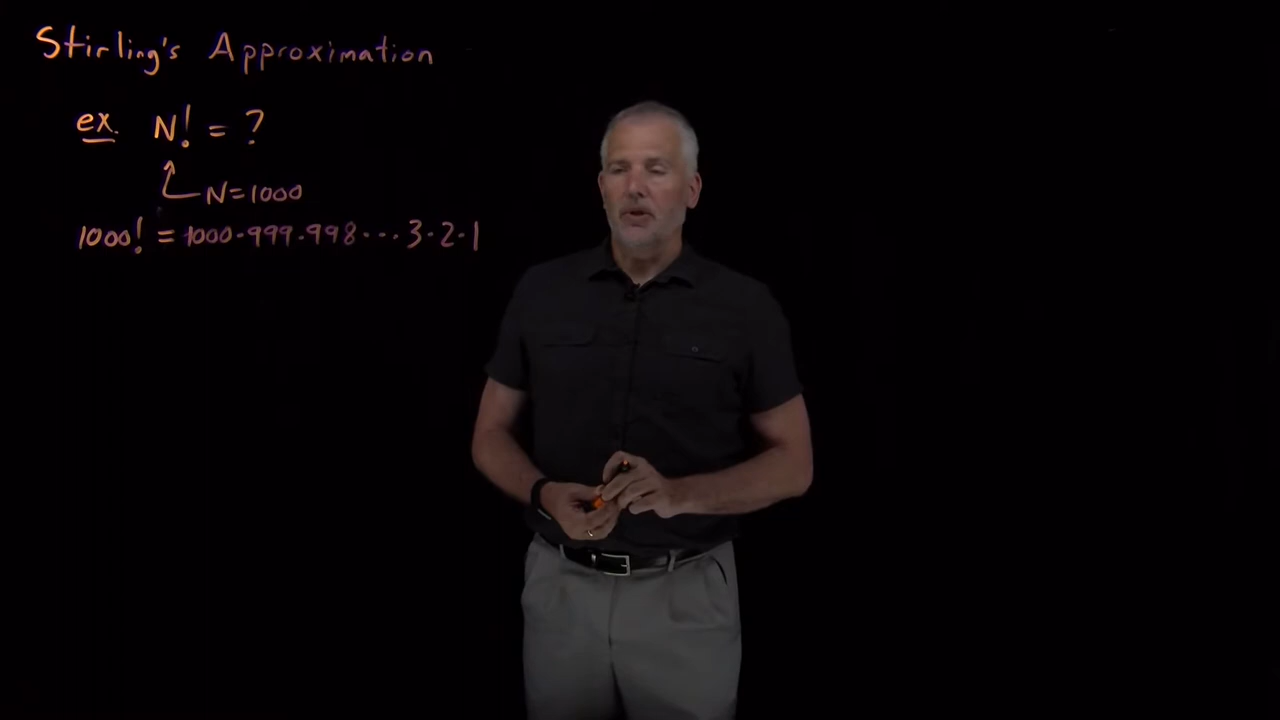 Stirling's Approximation
ex. N! = ?
N=1000
1000! = 1000·999·998···3·2·1